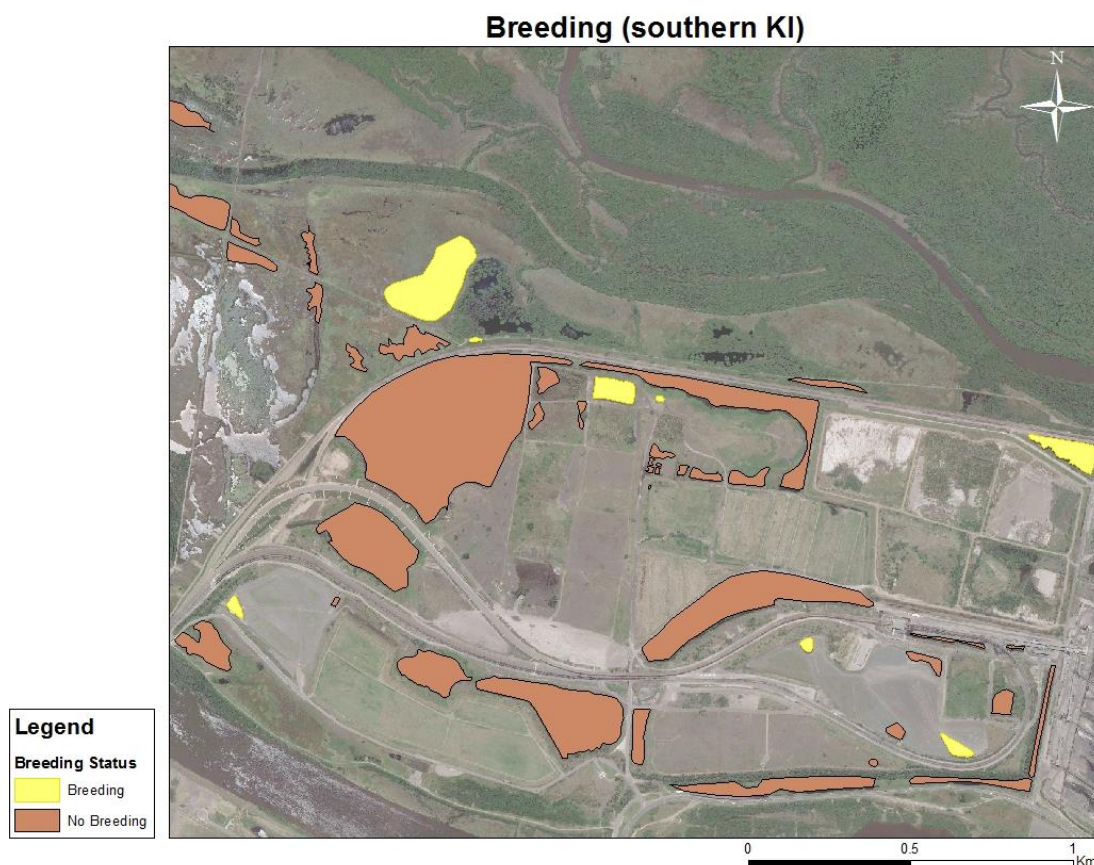 Breeding (southern KI)
N
Legend
Breeding Status
Breeding
No Breeding
0 0.5 1
Km